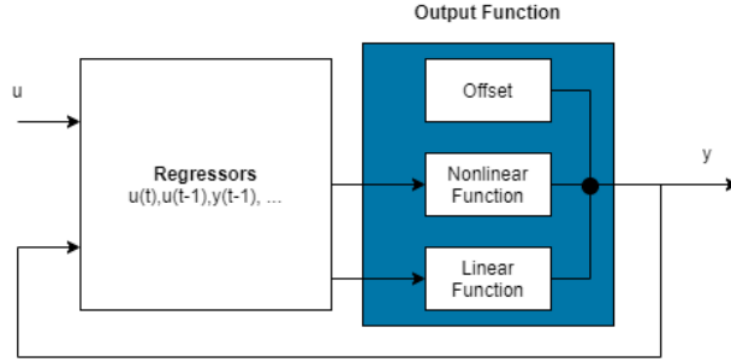 Output Function
u
Offset
Regressors
u(t),u(t-1),y(t-1), ...
Nonlinear
Function
y
Linear
Function